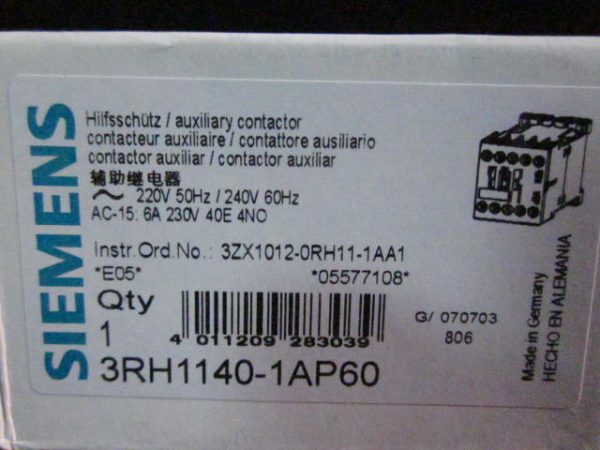 SIEMENS
Hilfsschütz / auxiliary contactor
contacteur auxiliaire / contattore ausiliario
contactor auxiliar / contactor auxiliar
辅助继电器
~ 220V 50Hz / 240V 60Hz
AC-15: 6A 230V 40E 4NO
Instr.Ord.No.: 3ZX1012-0RH11-1AA1
*E05* *05577108*
Qty
1
4 011209 283039
G/ 070703
806
3RH1140-1AP60
Made in Germany
HECHO EN ALEMANIA